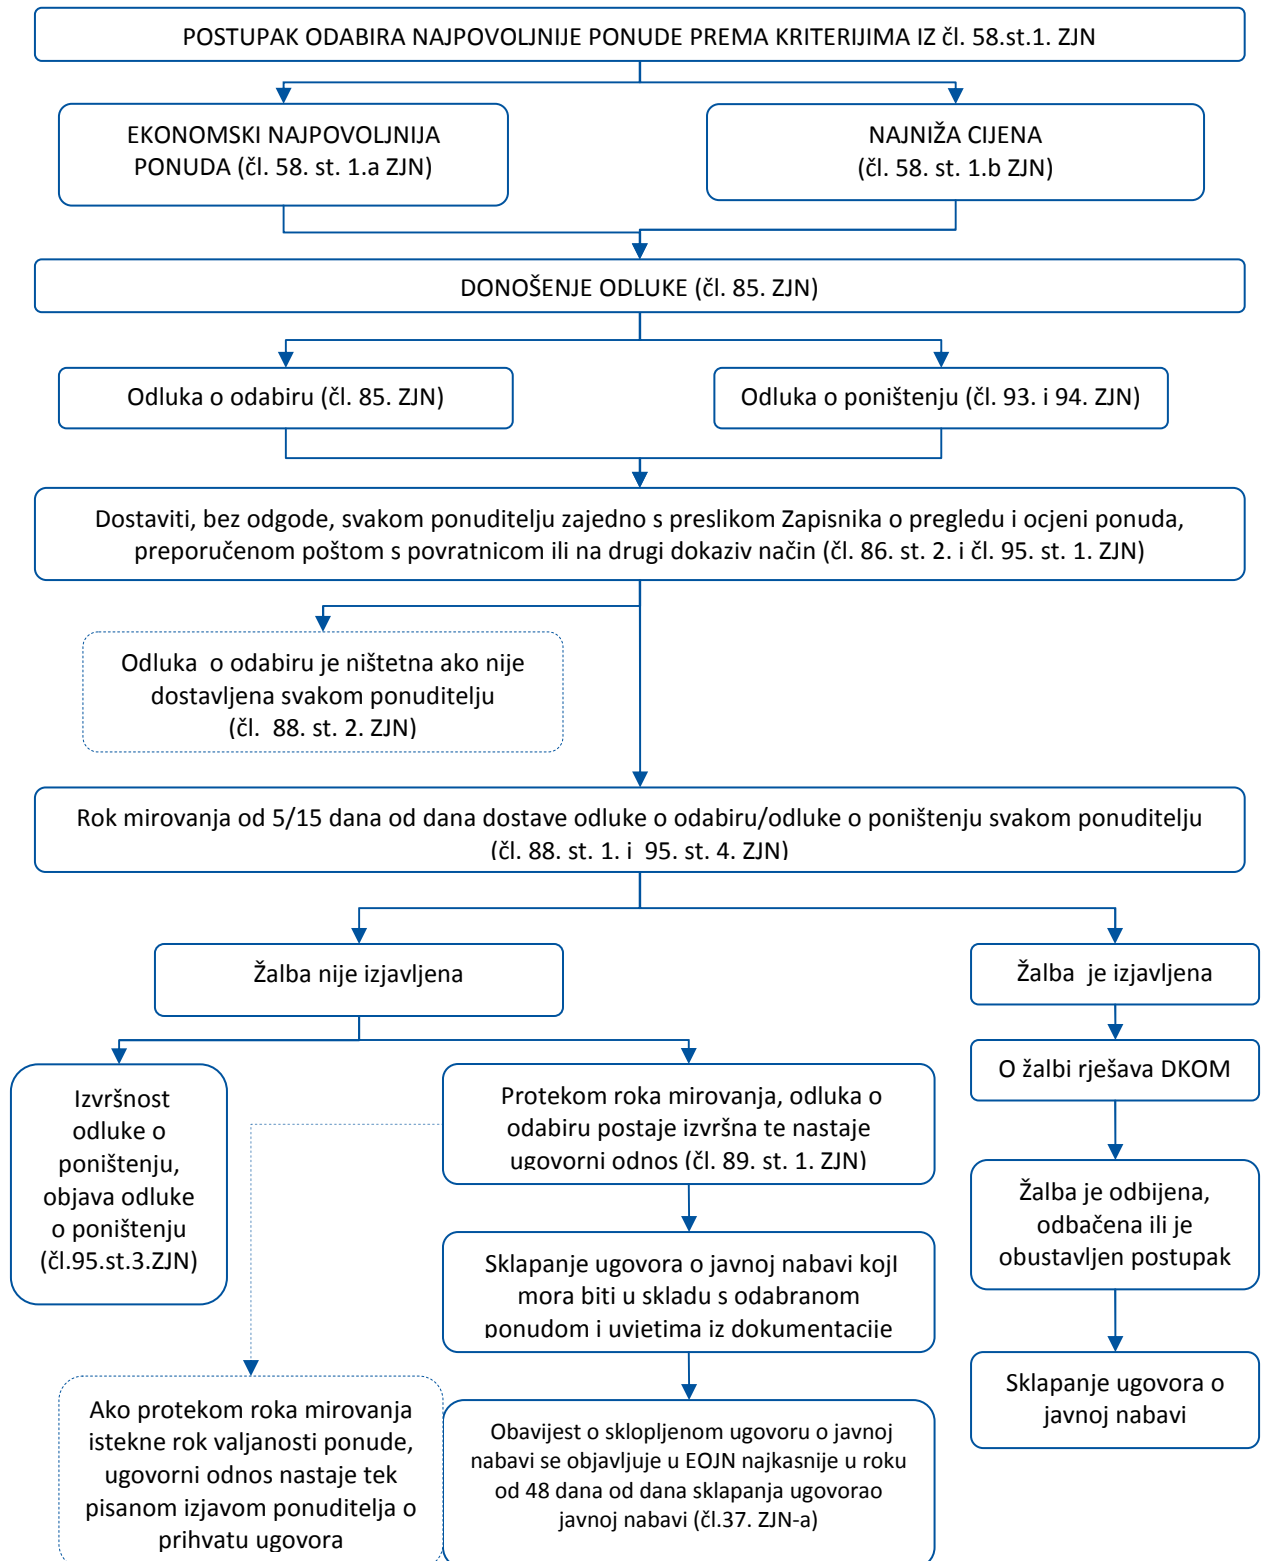 POSTUPAK ODABIRA NAJPOVOLJNIJE PONUDE PREMA KRITERIJIMA IZ čl. 58.st.1. ZJN
EKONOMSKI NAJPOVOLJNIJA
PONUDA (čl. 58. st. 1.a ZJN)
NAJNIŽA CIJENA
(čl. 58. st. 1.b ZJN)
DONOŠENJE ODLUKE (čl. 85. ZJN)
Odluka o odabiru (čl. 85. ZJN)
Odluka o poništenju (čl. 93. i 94. ZJN)
Dostaviti, bez odgode, svakom ponuditelju zajedno s preslikom Zapisnika o pregledu i ocjeni ponuda,
preporučenom poštom s povratnicom ili na drugi dokaziv način (čl. 86. st. 2. i čl. 95. st. 1. ZJN)
Odluka  o odabiru je ništetna ako nije
dostavljena svakom ponuditelju
(čl.  88. st. 2. ZJN)
Rok mirovanja od 5/15 dana od dana dostave odluke o odabiru/odluke o poništenju svakom ponuditelju
(čl. 88. st. 1. i  95. st. 4. ZJN)
Žalba nije izjavljena
Žalba  je izjavljena
O žalbi rješava DKOM
Izvršnost
odluke o
poništenju,
objava odluke
o poništenju
(čl.95.st.3.ZJN)
Protekom roka mirovanja, odluka o
odabiru postaje izvršna te nastaje
ugovorni odnos (čl. 89. st. 1. ZJN)
Žalba je odbijena,
odbačena ili je
obustavljen postupak
Sklapanje ugovora o javnoj nabavi kojI
mora biti u skladu s odabranom
ponudom i uvjetima iz dokumentacije
Sklapanje ugovora o
javnoj nabavi
Ako protekom roka mirovanja
istekne rok valjanosti ponude,
ugovorni odnos nastaje tek
pisanom izjavom ponuditelja o
prihvatu ugovora
Obavijest o sklopljenom ugovoru o javnoj
nabavi se objavljuje u EOJN najkasnije u roku
od 48 dana od dana sklapanja ugovorao
javnoj nabavi (čl.37. ZJN-a)